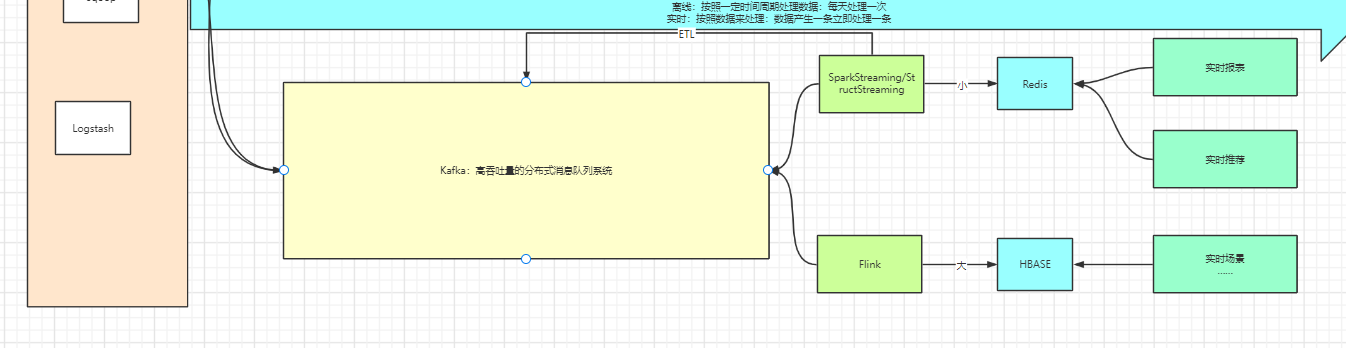 离线：按照一定时间周期处理数据：每天处理一次
实时：按照数据来处理：数据产生一条立即处理一条
ETL
Logstash
Kafka：高吞吐量的分布式消息队列系统
SparkStreaming/St
ructStreaming
小
Redis
实时报表
实时推荐
Flink
大
HBASE
实时场景
......